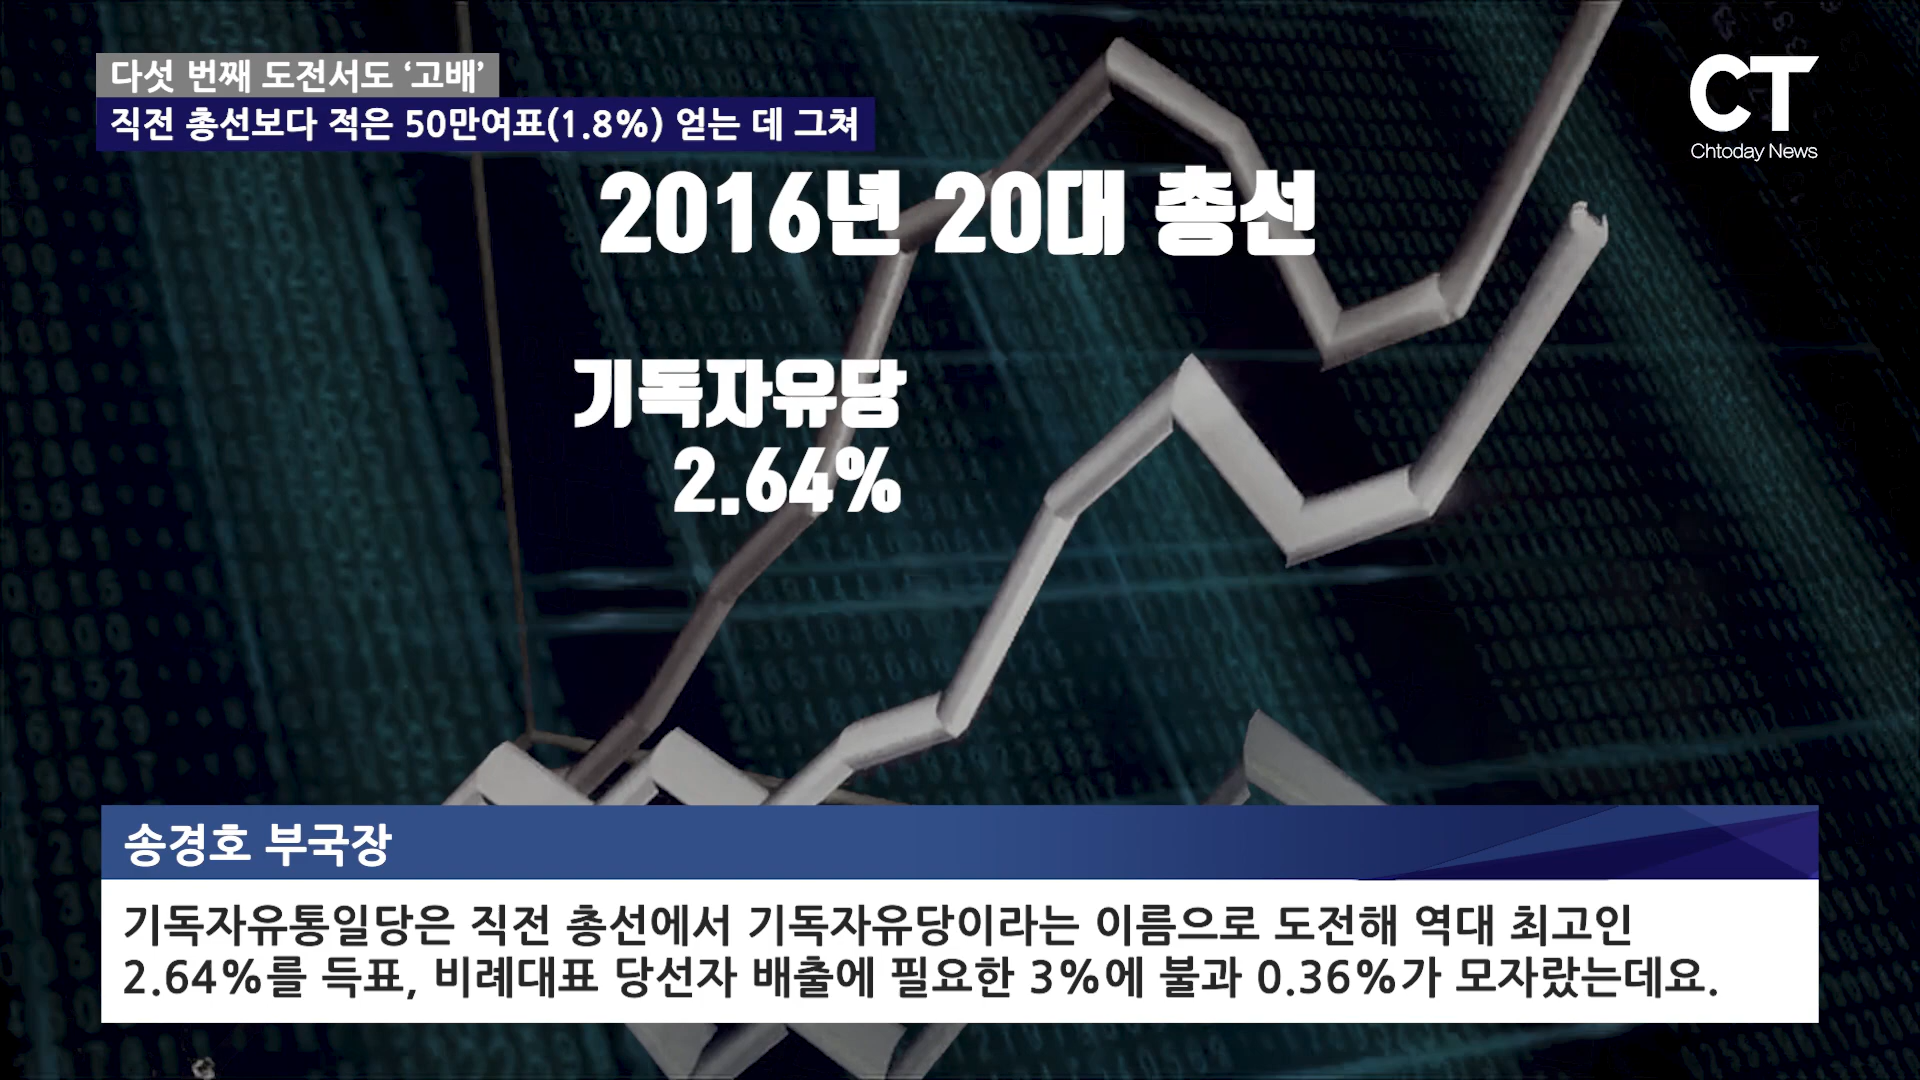 다섯 번째 도전서도 ‘고배’
직전 총선보다 적은 50만여표(1.8%) 얻는 데 그쳐
CT
Chtoday News
2016년 20대 총선
기독자유당
2.64%
송경호 부국장
기독자유통일당은 직전 총선에서 기독자유당이라는 이름으로 도전해 역대 최고인
2.64%를 득표, 비례대표 당선자 배출에 필요한 3%에 불과 0.36%가 모자랐는데요.